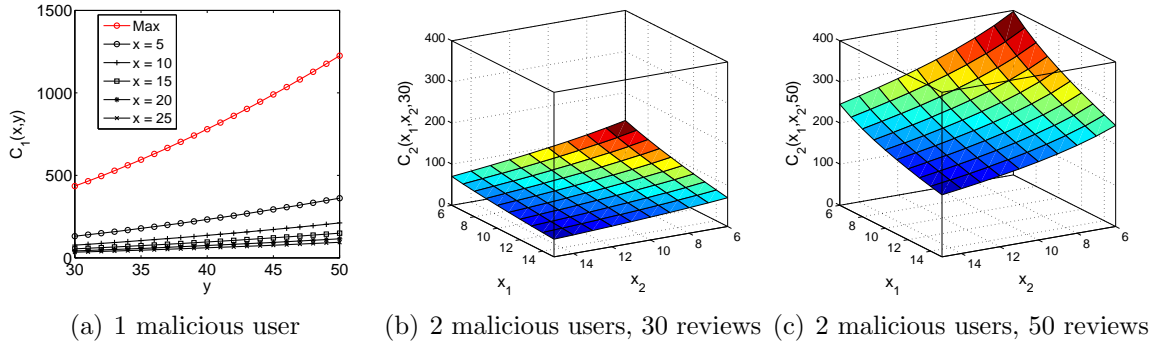 1500
1000
500
0
C1(x,y)
30 35 40 45 50
y
Max
x = 5
x = 10
x = 15
x = 20
x = 25
(a) 1 malicious user
400
300
200
100
0
C2(x1,x2,30)
6 8 10 12 14
x1
14 12 10 8 6
x2
(b) 2 malicious users, 30 reviews
400
300
200
100
0
C2(x1,x2,50)
6 8 10 12 14
x1
14 12 10 8 6
x2
(c) 2 malicious users, 50 reviews